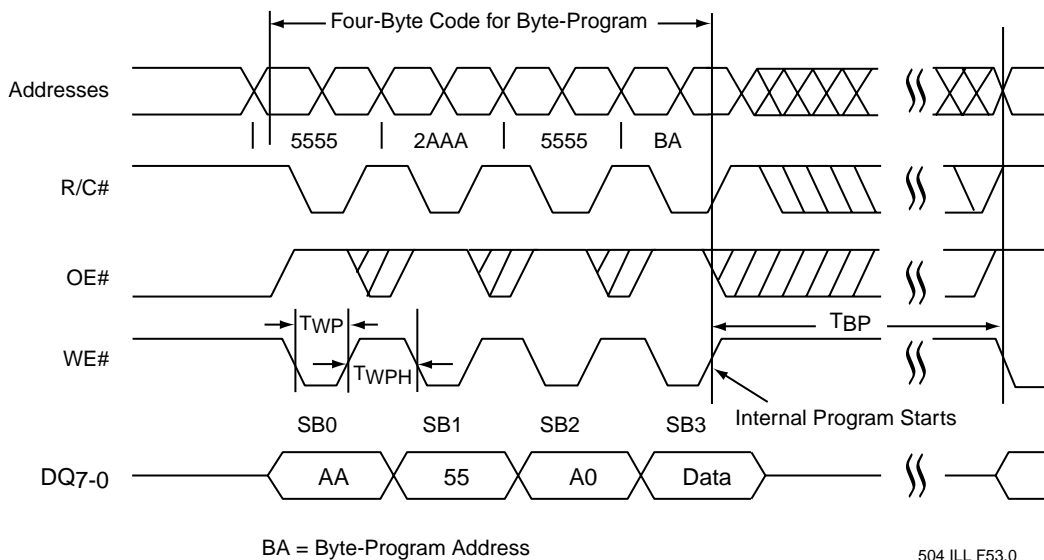 Four-Byte Code for Byte-Program
Addresses
5555 2AAA 5555 BA
R/C#
OE#
TWP TBP
WE#
TWPH
Internal Program Starts
SB0 SB1 SB2 SB3
DQ7-0 AA 55 A0 Data
BA = Byte-Program Address
504 ILL F53.0